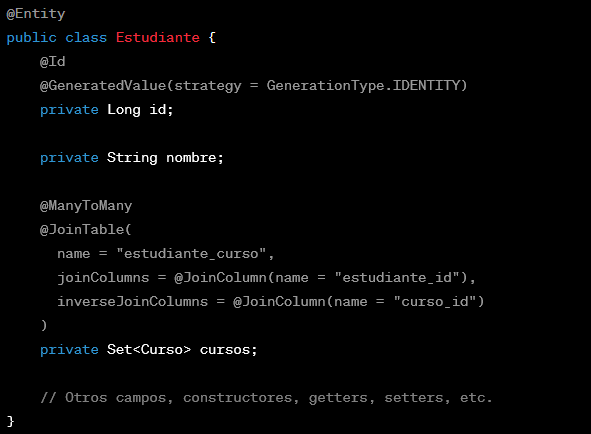 @Entity
public class Estudiante {
    @Id
    @GeneratedValue(strategy = GenerationType.IDENTITY)
    private Long id;

    private String nombre;

    @ManyToMany
    @JoinTable(
      name = "estudiante_curso",
      joinColumns = @JoinColumn(name = "estudiante_id"),
      inverseJoinColumns = @JoinColumn(name = "curso_id")
    )
    private Set<Curso> cursos;

    // Otros campos, constructores, getters, setters, etc.
}